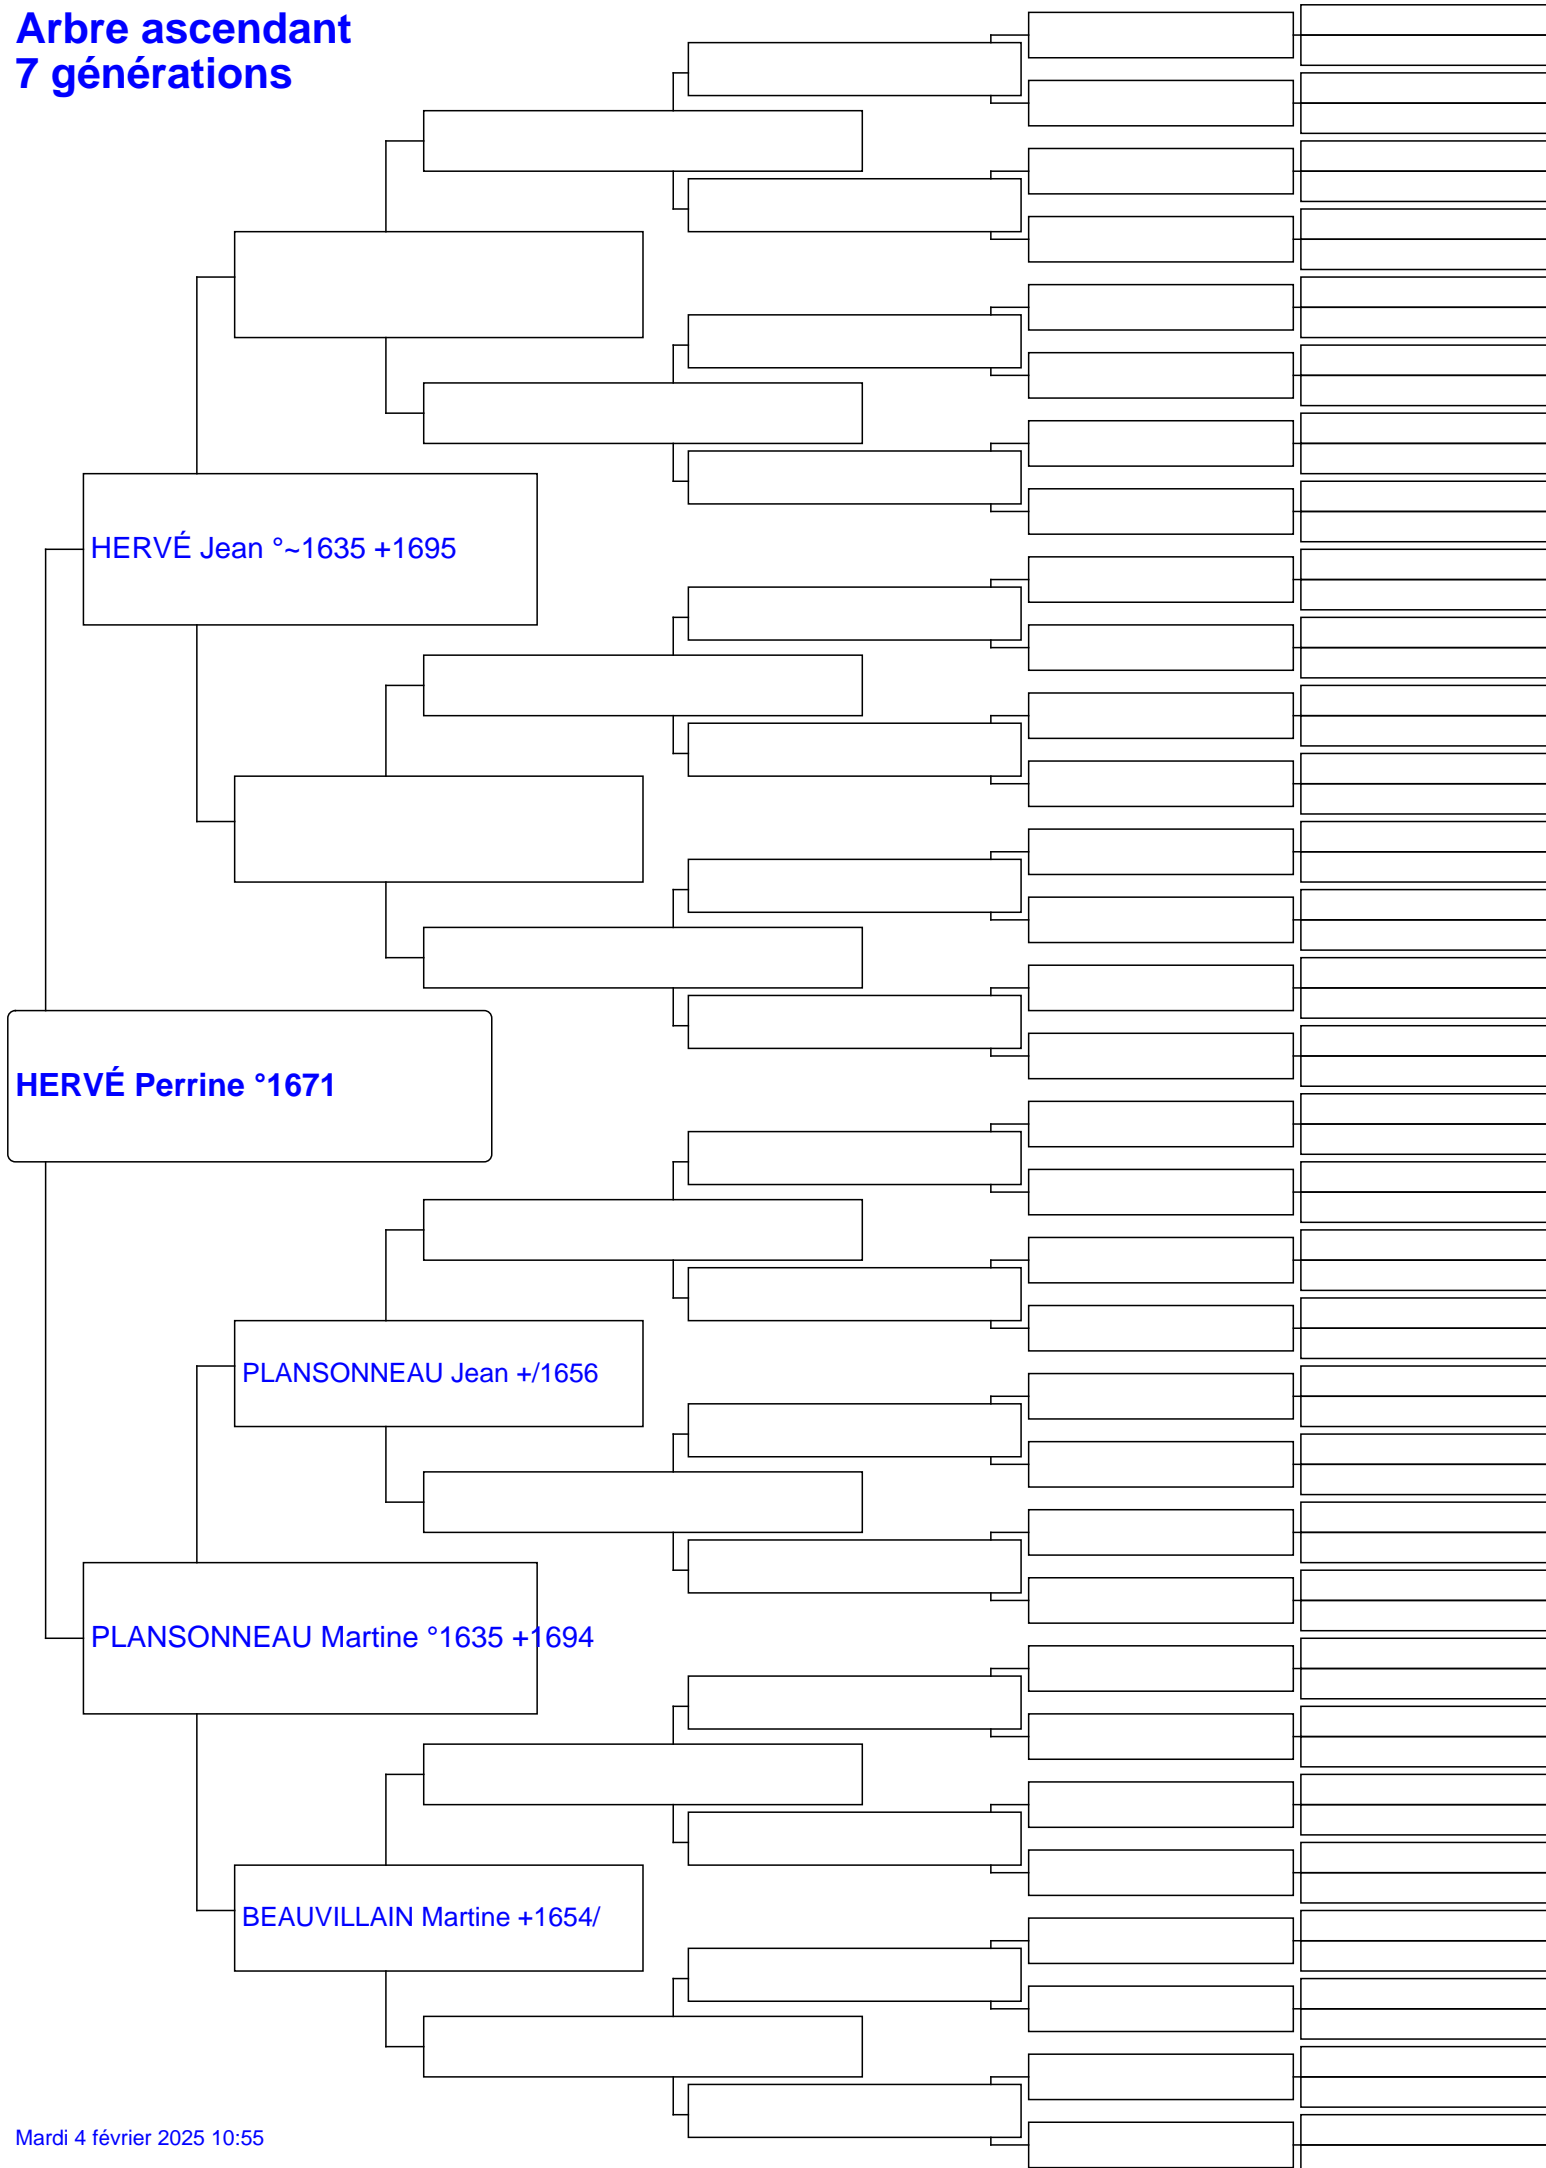 Arbre ascendant
7 générations
HERVÉ Jean °~1635 +1695
HERVÉ Perrine °1671
PLANSONNEAU Jean +/1656
PLANSONNEAU Martine °1635 +1694
BEAUVILLAIN Martine +1654/
Mardi 4 février 2025 10:55